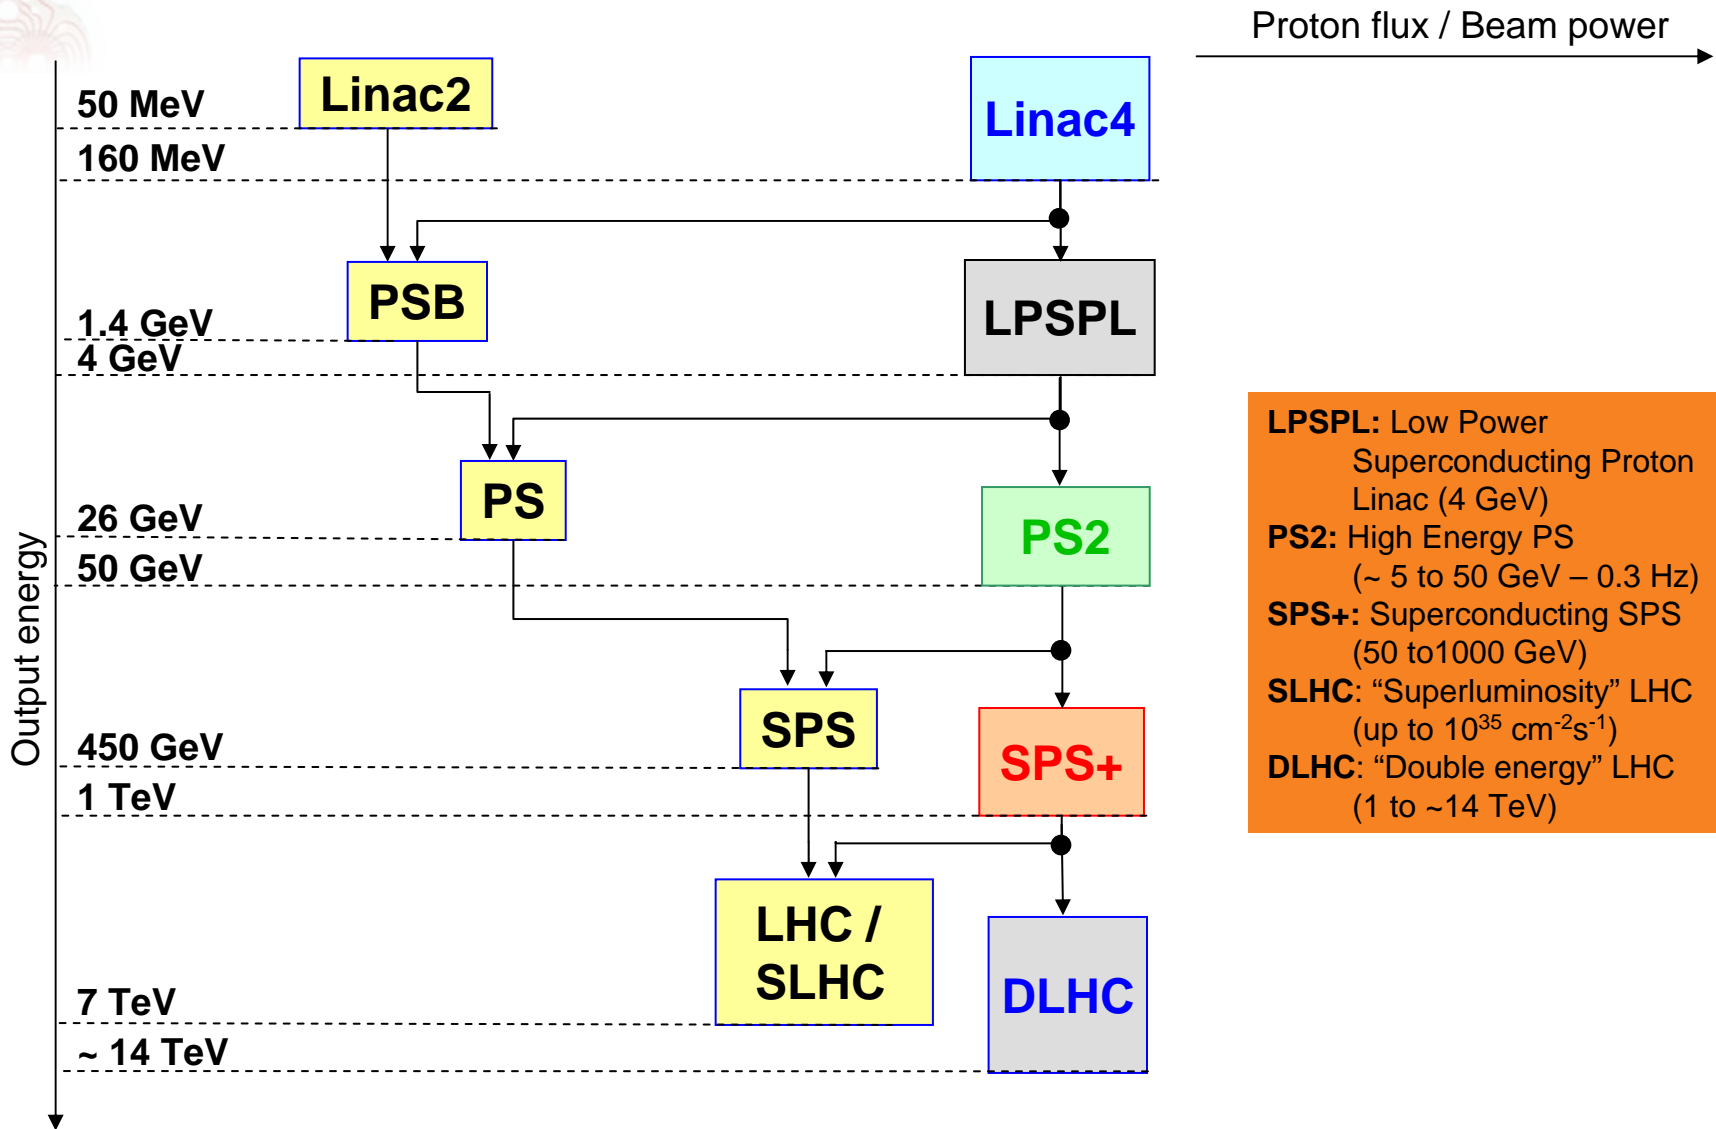 Proton flux / Beam power
Linac2
Linac4
50 MeV
160 MeV
PSB
LPSPL
1.4 GeV
4 GeV
PS
PS2
26 GeV
50 GeV
Output energy
SPS
SPS+
450 GeV
1 TeV
LHC /
SLHC
DLHC
7 TeV
~ 14 TeV
LPSPL: Low Power
Superconducting Proton
Linac (4 GeV)
PS2: High Energy PS
(~ 5 to 50 GeV – 0.3 Hz)
SPS+: Superconducting SPS
(50 to1000 GeV)
SLHC: “Superluminosity” LHC
(up to 10³⁵ cm⁻²s⁻¹)
DLHC: “Double energy” LHC
(1 to ~14 TeV)